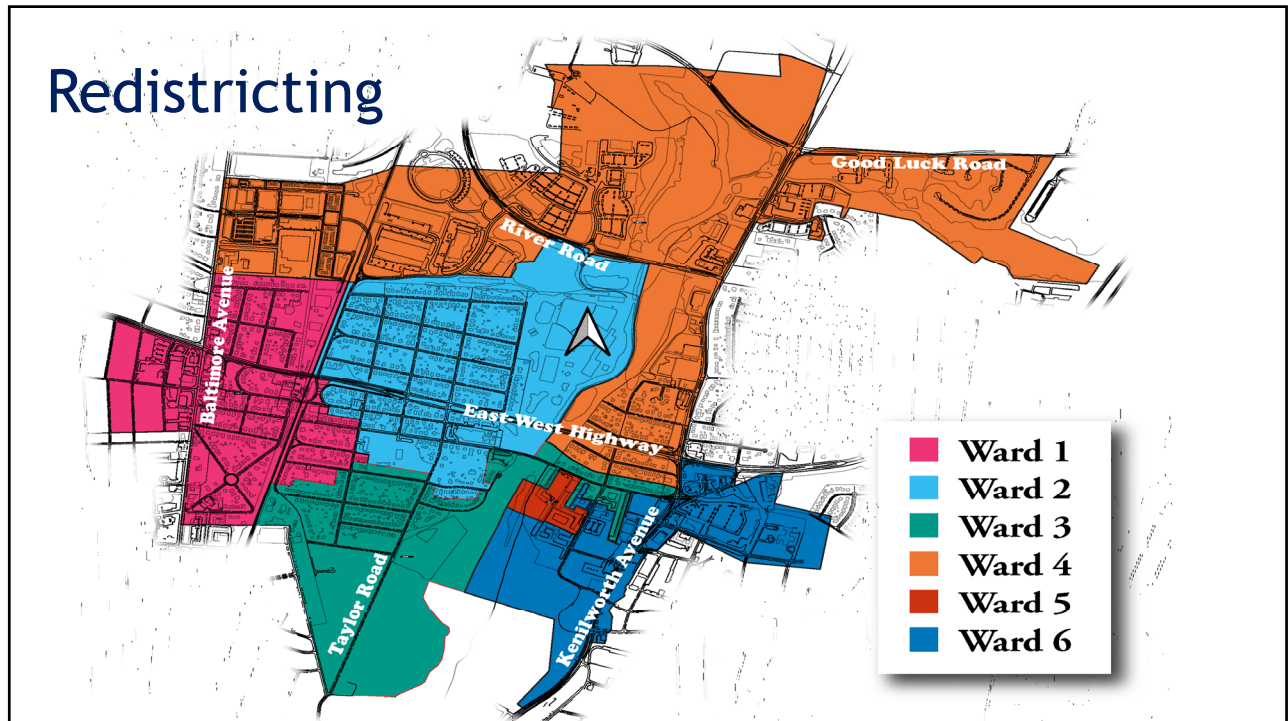 Redistricting
Good Luck Road
River Road
Baltimore Avenue
East-West Highway
Taylor Road
Kenilworth Avenue
Ward 1
Ward 2
Ward 3
Ward 4
Ward 5
Ward 6